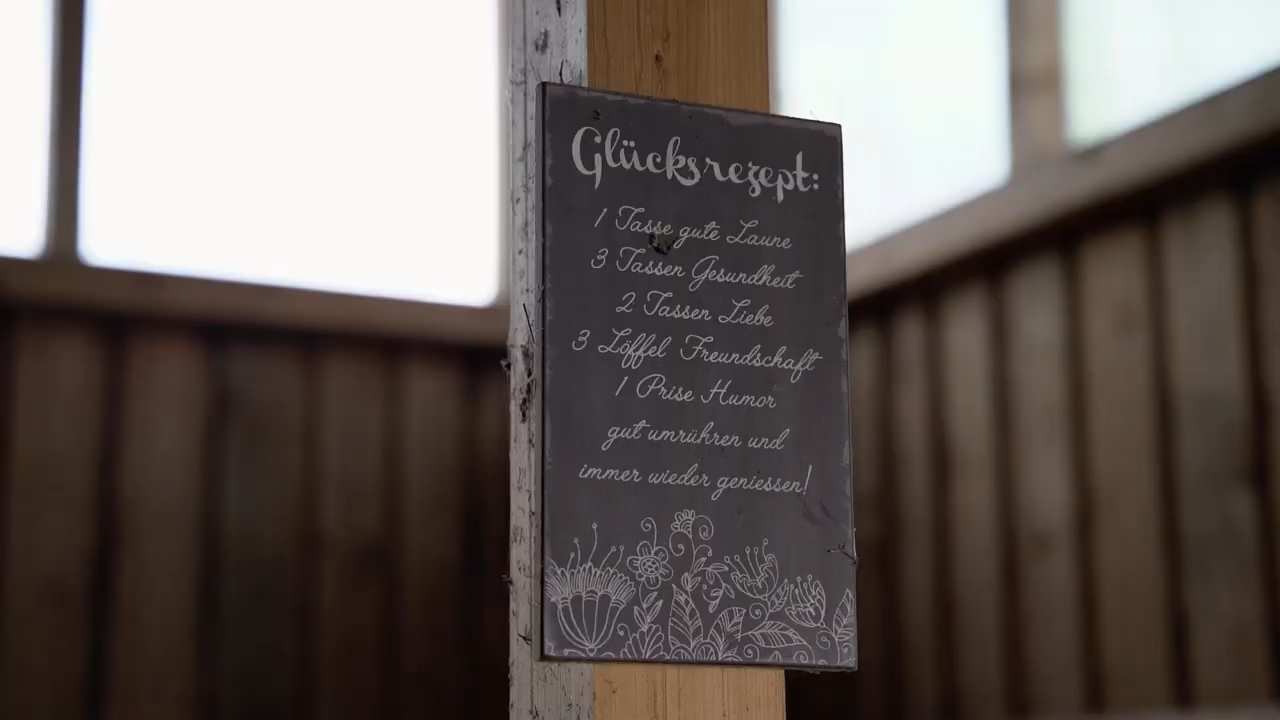 Glücksrezept:
1 Tasse gute Laune
3 Tassen Gesundheit
2 Tassen Liebe
3 Löffel Freundschaft
1 Prise Humor
gut umrühren und
immer wieder geniessen!